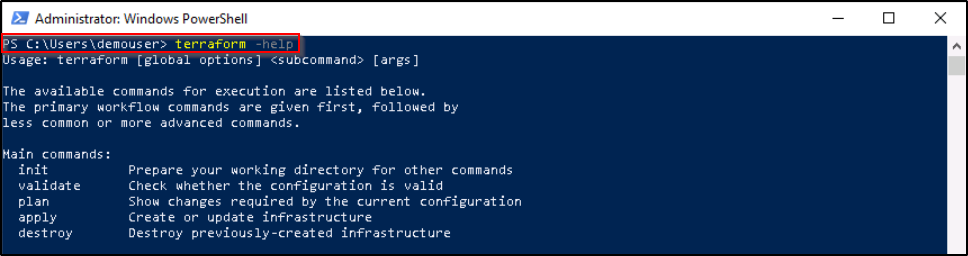 Administrator: Windows PowerShell
PS C:\Users\demouser> terraform -help
Usage: terraform [global options] <subcommand> [args]
The available commands for execution are listed below.
The primary workflow commands are given first, followed by
less common or more advanced commands.
Main commands:
init          Prepare your working directory for other commands
validate      Check whether the configuration is valid
plan          Show changes required by the current configuration
apply         Create or update infrastructure
destroy       Destroy previously-created infrastructure